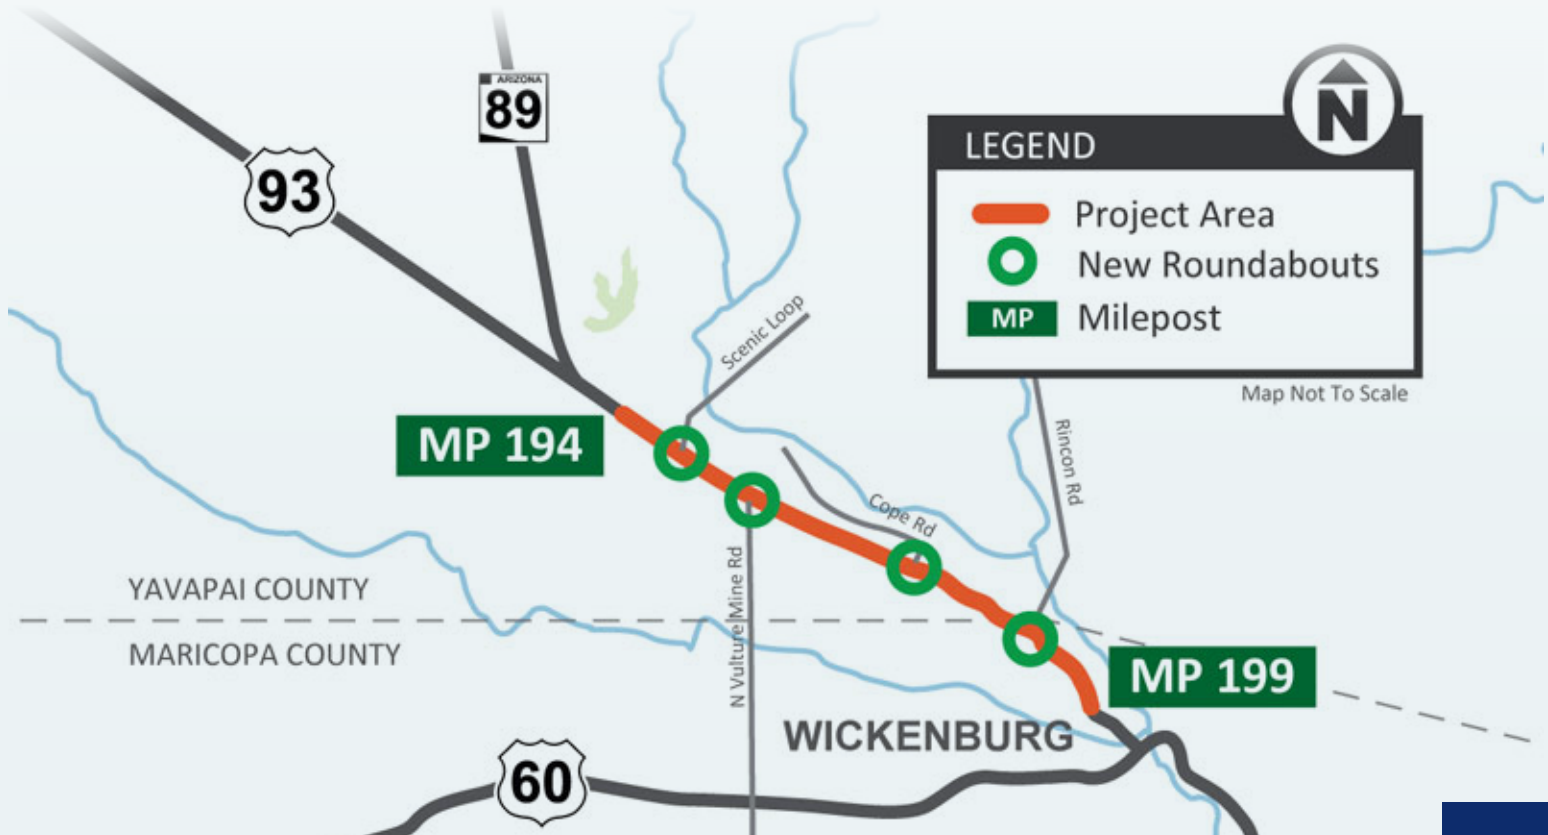 ARIZONA
89
93
N
LEGEND
Project Area
New Roundabouts
MP
Milepost
Map Not To Scale
Scenic Loop
MP 194
Rincon Rd
Cope Rd
N Vulture Mine Rd
YAVAPAI COUNTY
MARICOPA COUNTY
MP 199
WICKENBURG
60